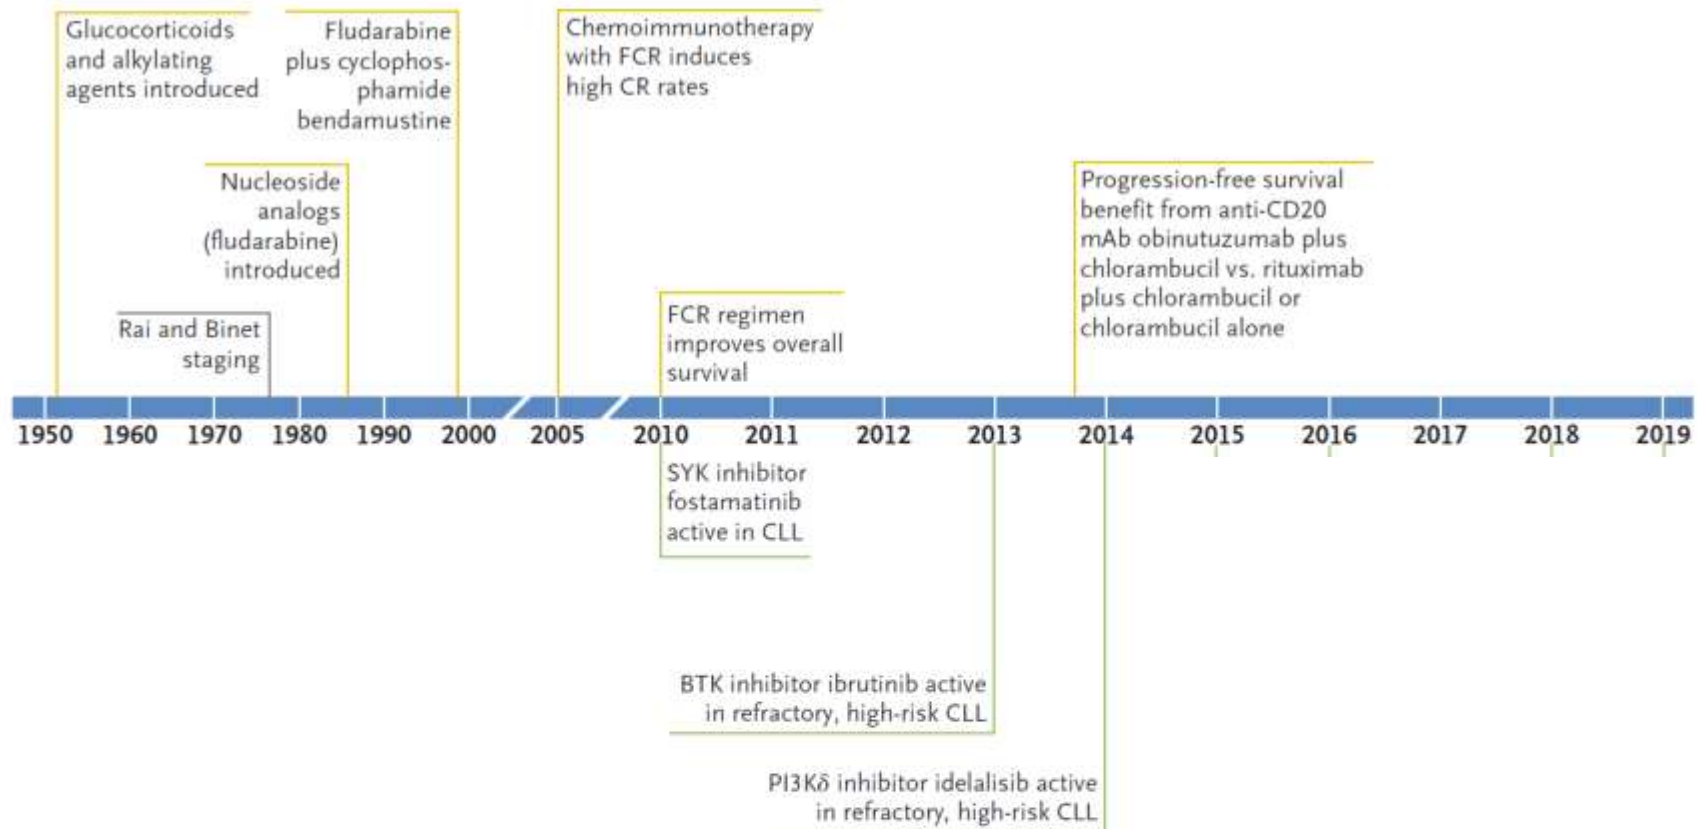 Glucocorticoids
and alkylating
agents introduced
Fludarabine
plus cyclophos-
phamide
bendamustine
Chemoimmunotherapy
with FCR induces
high CR rates
Nucleoside
analogs
(fludarabine)
introduced
Progression-free survival
benefit from anti-CD20
mAb obinutuzumab plus
chlorambucil vs. rituximab
plus chlorambucil or
chlorambucil alone
Rai and Binet
staging
FCR regimen
improves overall
survival
1950 1960 1970 1980 1990 2000 2005 2010 2011 2012 2013 2014 2015 2016 2017 2018 2019
SYK inhibitor
fostamatinib
active in CLL
BTK inhibitor ibrutinib active
in refractory, high-risk CLL
PI3Kδ inhibitor idelalisib active
in refractory, high-risk CLL